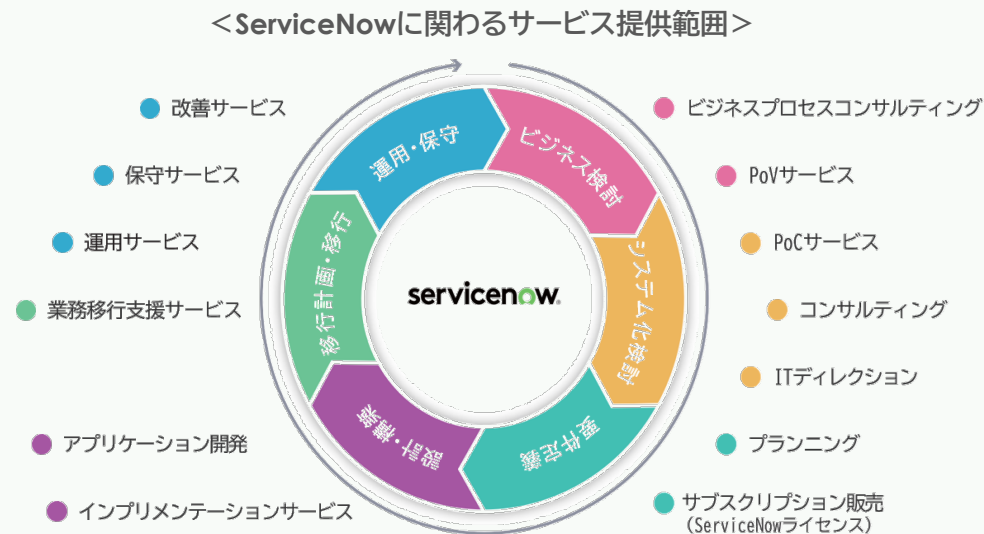 ＜ServiceNowに関わるサービス提供範囲＞
改善サービス
保守サービス
運用サービス
業務移行支援サービス
アプリケーション開発
インプリメンテーションサービス
運用・保守
ビジネス検討
システム化検討
要件定義
設計・構築
移行計画・移行
servicenow.
ビジネスプロセスコンサルティング
PoVサービス
PoCサービス
コンサルティング
ITディレクション
プランニング
サブスクリプション販売
(ServiceNowライセンス)